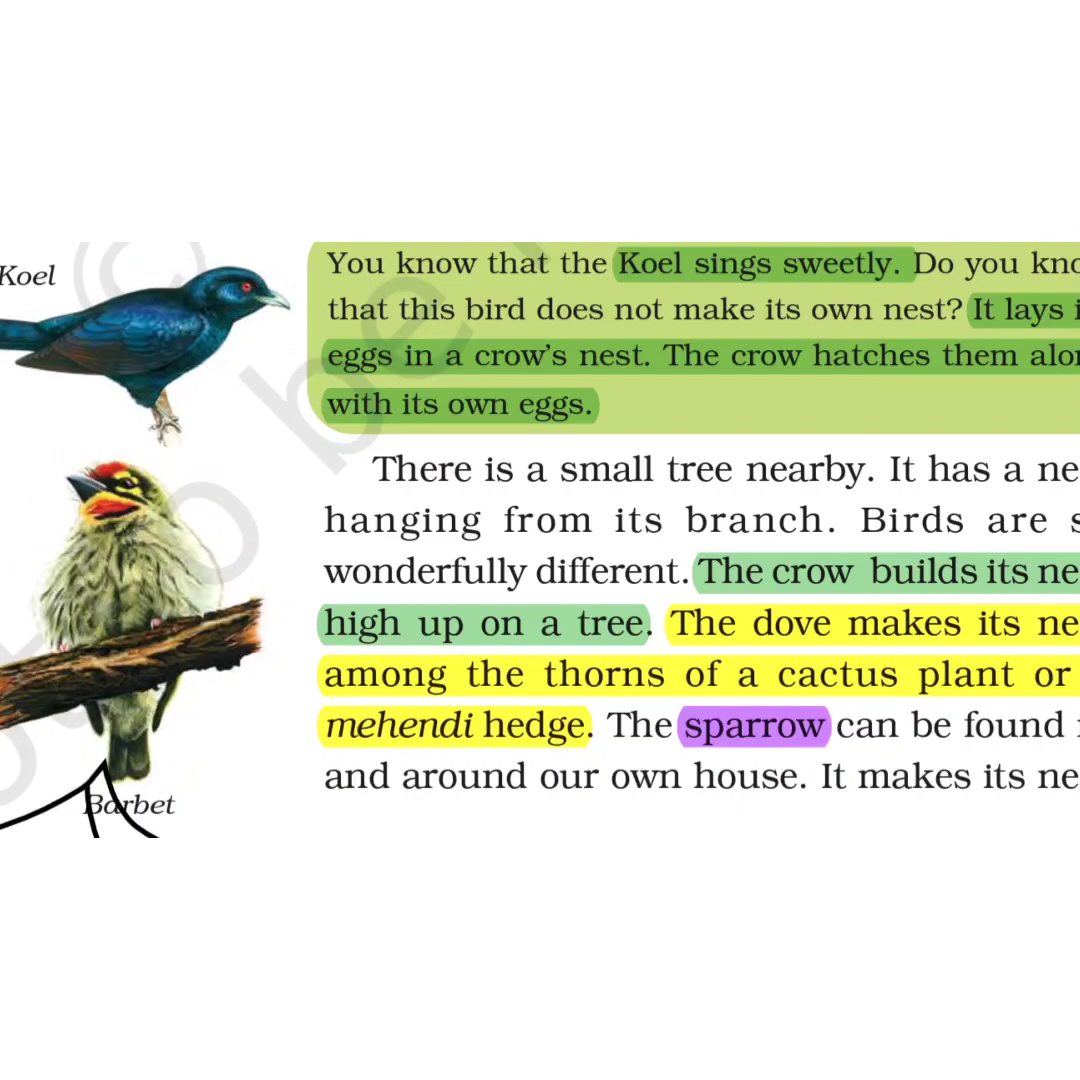 Koel
You know that the Koel sings sweetly. Do you kno
that this bird does not make its own nest? It lays i
eggs in a crow's nest. The crow hatches them alon
with its own eggs.
There is a small tree nearby. It has a ne
hanging from its branch. Birds are s
wonderfully different. The crow builds its ne
high up on a tree. The dove makes its ne
among the thorns of a cactus plant or
mehendi hedge. The sparrow can be found i
and around our own house. It makes its ne
Barbet